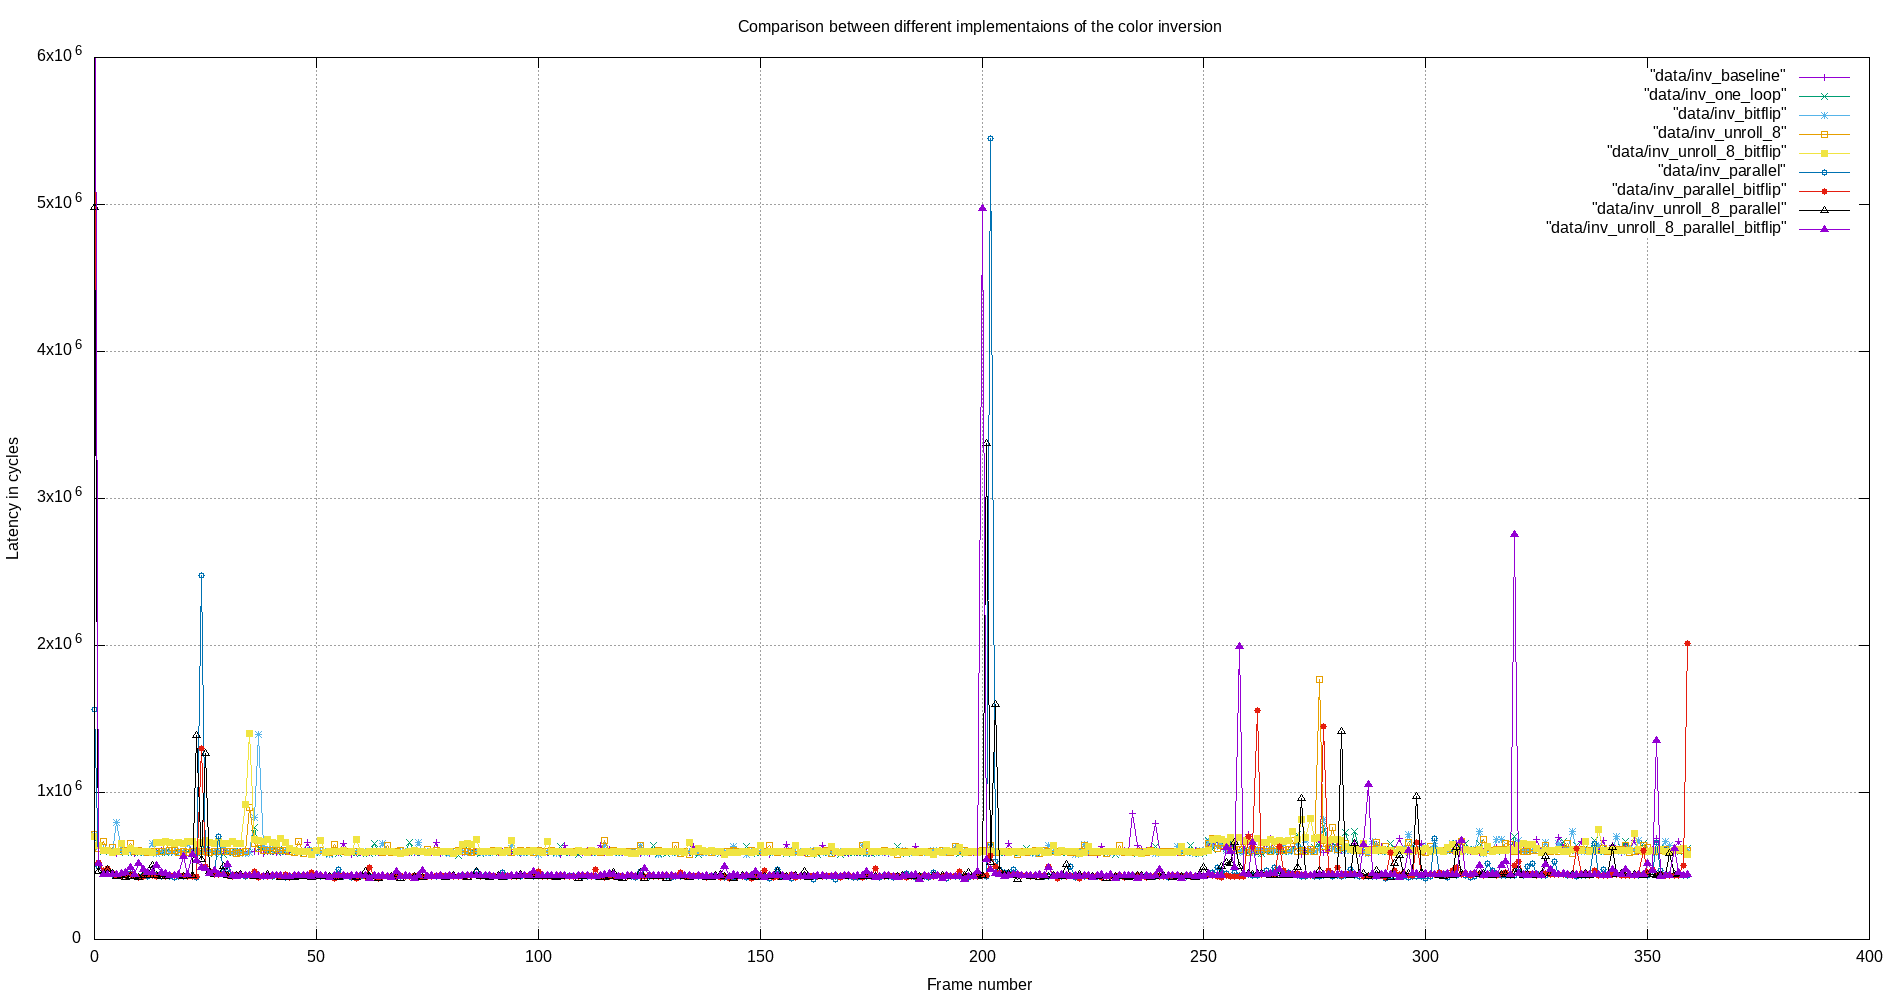 Comparison between different implementaions of the color inversion
6x10 6
5x10 6
4x10 6
3x10 6
2x10 6
1x10 6
0
Latency in cycles
"data/inv_baseline"
"data/inv_one_loop"
"data/inv_bitflip"
"data/inv_unroll_8"
"data/inv_unroll_8_bitflip"
"data/inv_parallel"
"data/inv_parallel_bitflip"
"data/inv_unroll_8_parallel"
"data/inv_unroll_8_parallel_bitflip"
0 50 100 150 200 250 300 350 400
Frame number